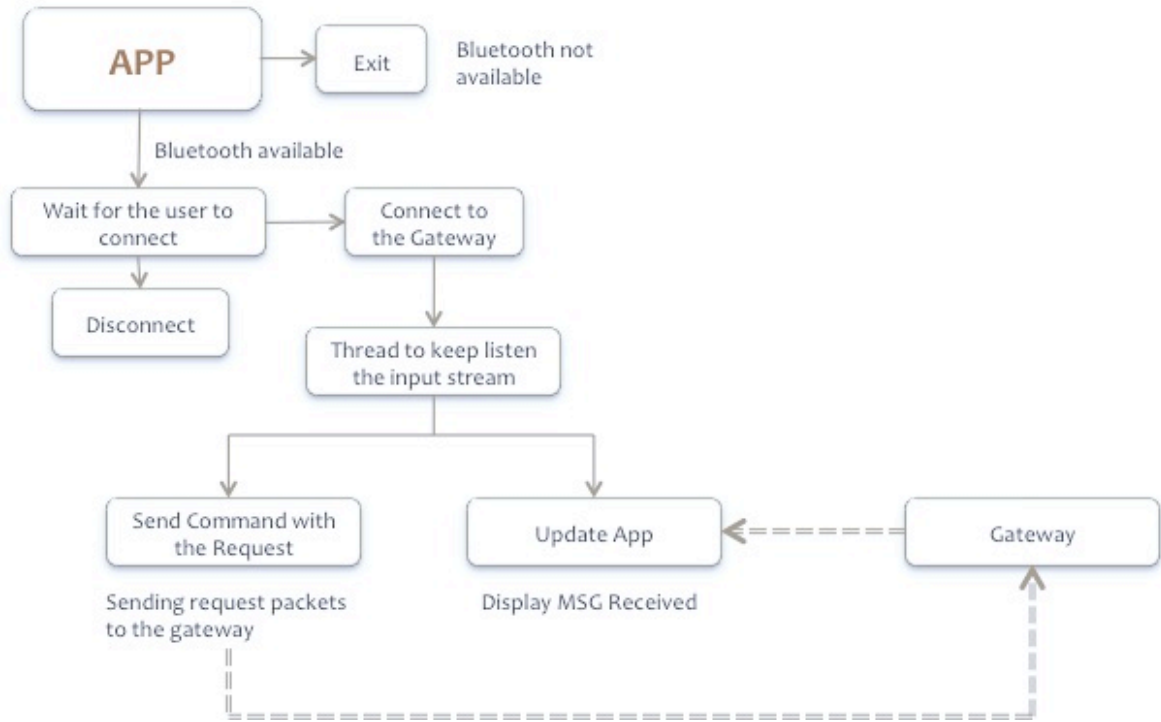 APP
Exit
Bluetooth not
available
Bluetooth available
Wait for the user to
connect
Connect to
the Gateway
Disconnect
Thread to keep listen
the input stream
Send Command with
the Request
Update App
Gateway
Sending request packets
to the gateway
Display MSG Received